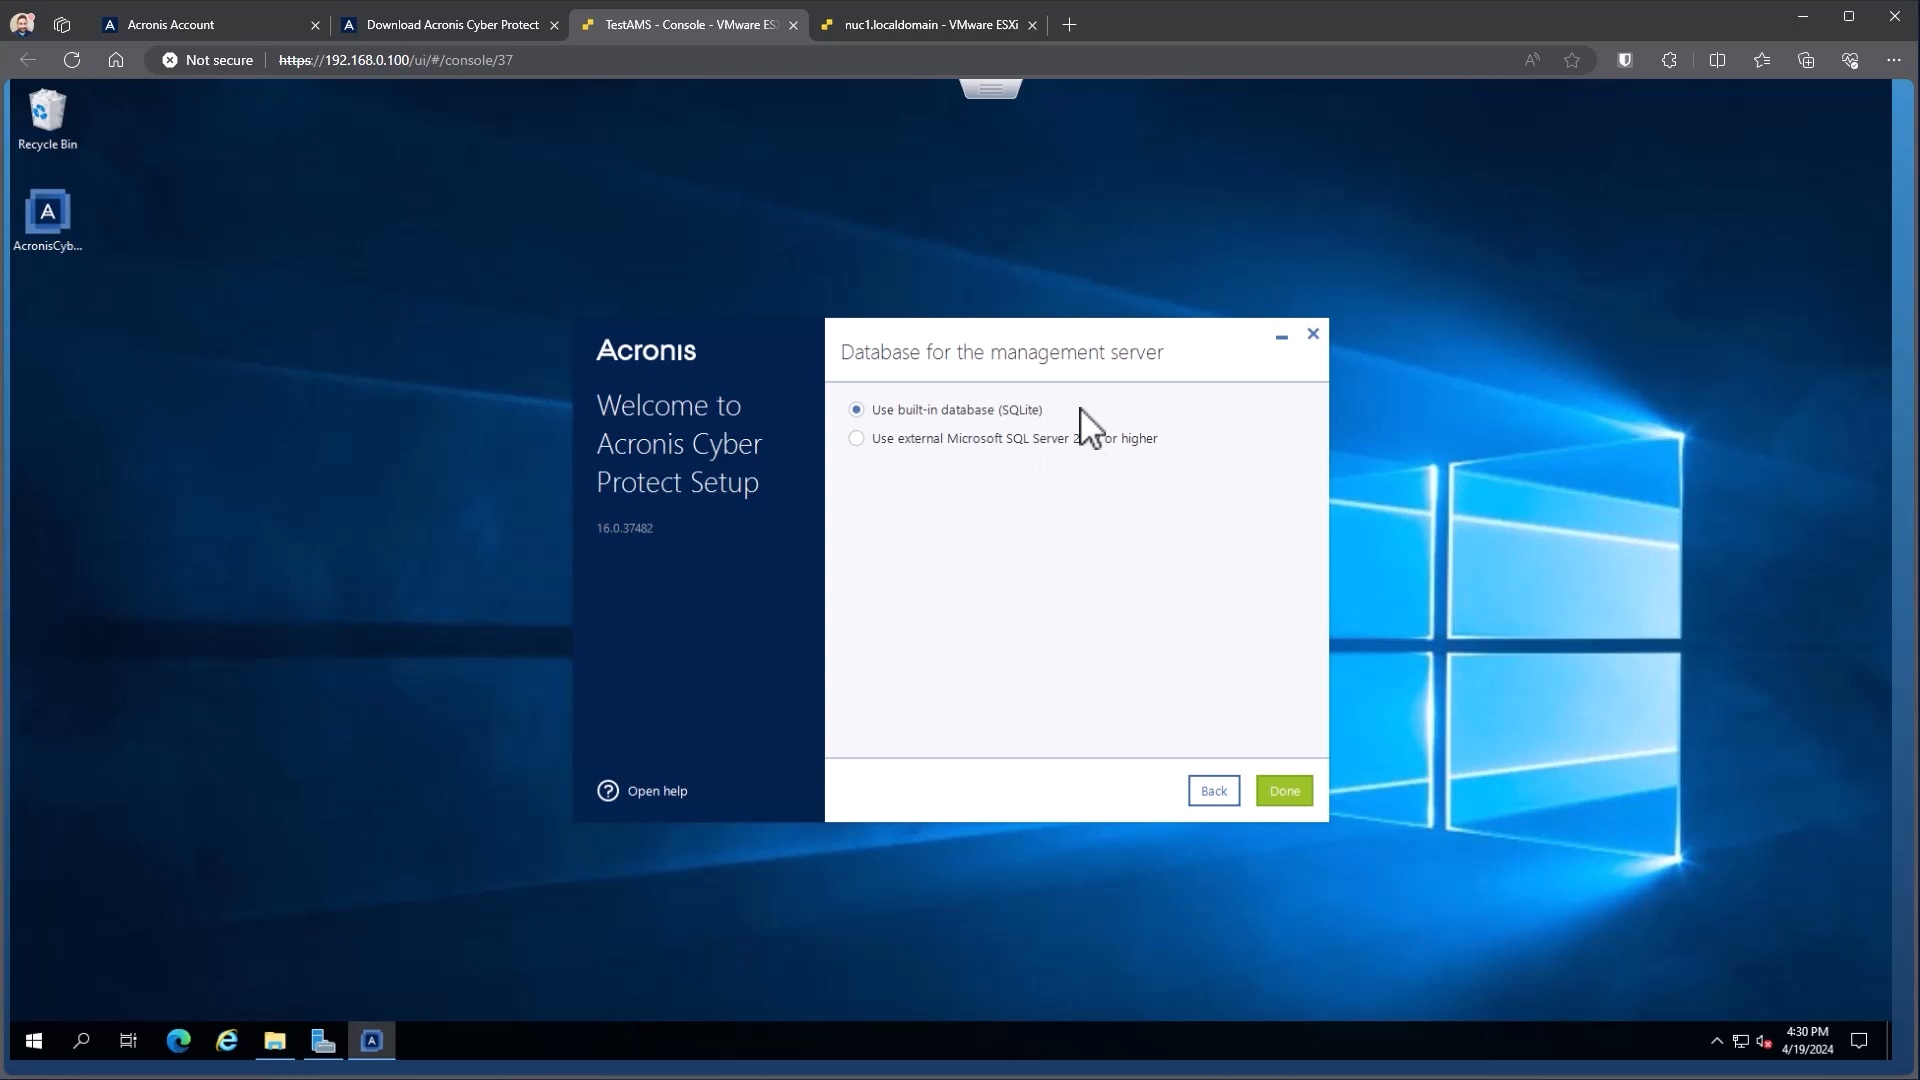 Acronis Account
Download Acronis Cyber Protect
TestAMS - Console - VMware ES
nuc1.localdomain - VMware ESXi
Not secure
https://192.168.0.100/ui/#/console/37
Recycle Bin
AcronisCyb...
Acronis
Welcome to
Acronis Cyber
Protect Setup
16.0.37482
Open help
Database for the management server
Use built-in database (SQLite)
Use external Microsoft SQL Server or higher
Back
Done
4:30 PM
4/19/2024